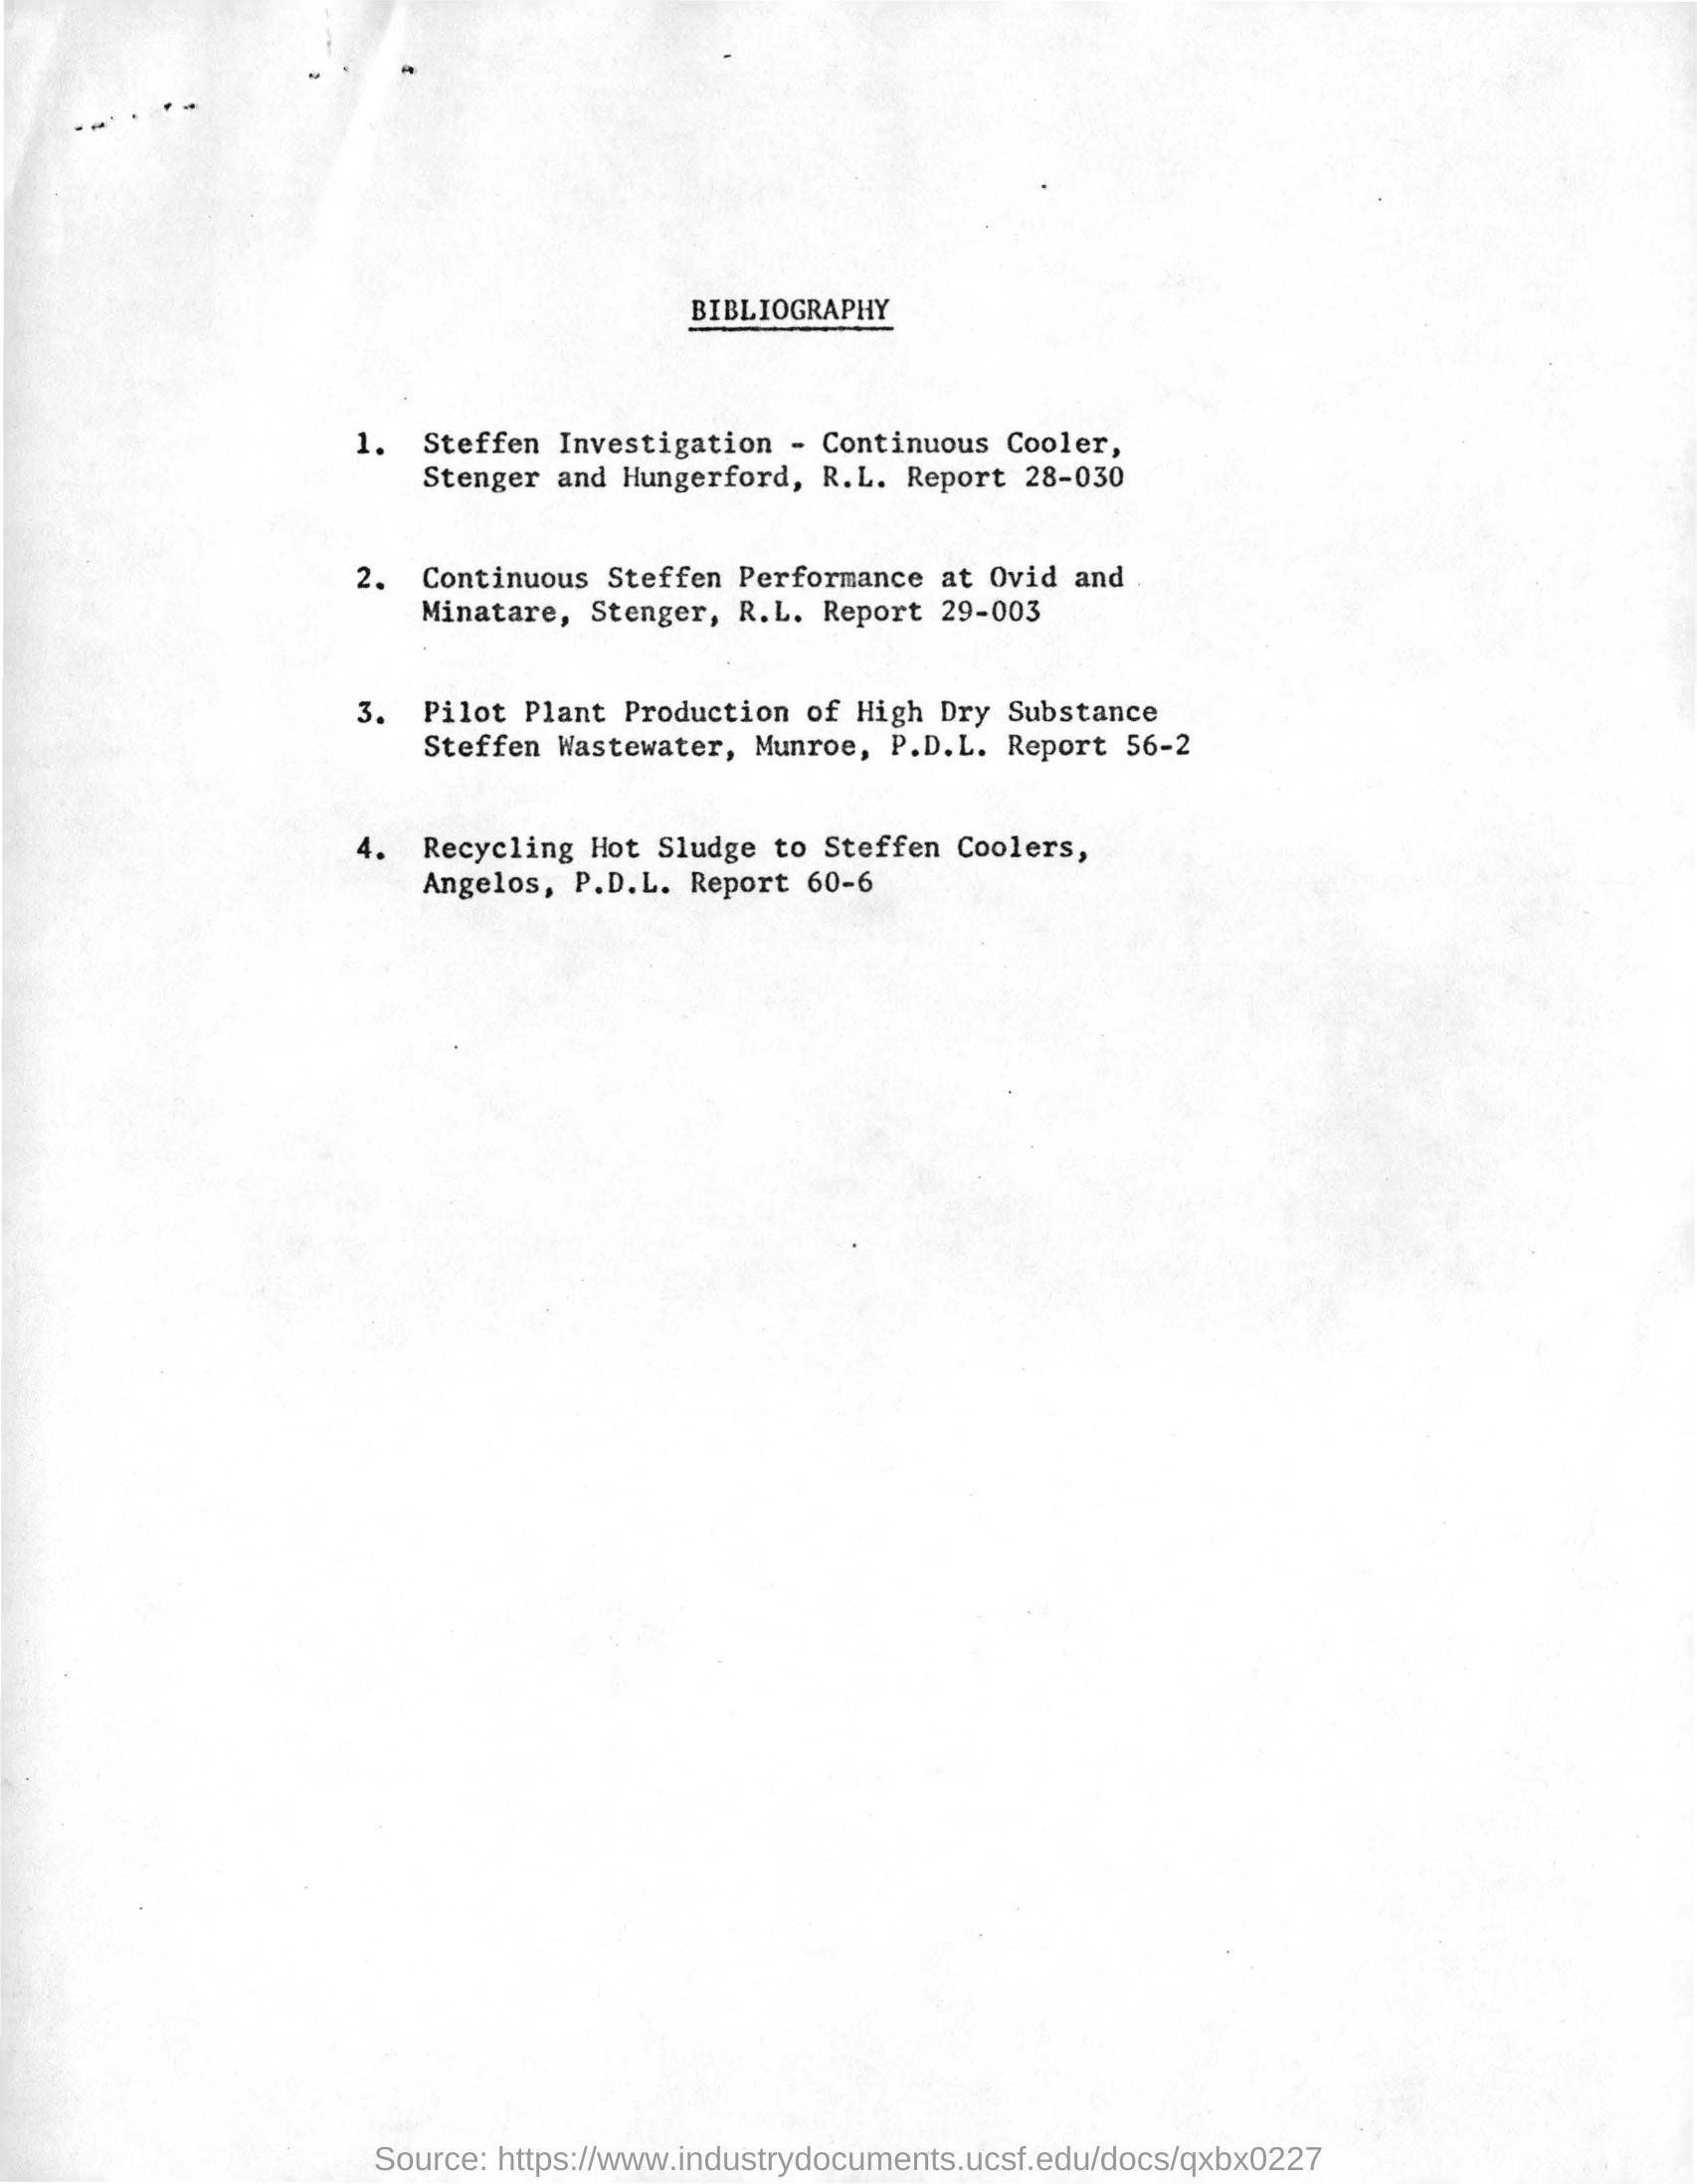 BIBLIOGRAPHY
1. Steffen Investigation - Continuous Cooler,
Stenger and Hungerford, R.L. Report 28-030
2. Continuous Steffen Performance at Ovid and
Minatare, Stenger, R.L. Report 29-003
3. Pilot Plant Production of High Dry Substance
Steffen Wastewater, Munroe, P.D.L. Report 56-2
4. Recycling Hot Sludge to Steffen Coolers,
Angelos, P.D.L. Report 60-6
Source: https://www.industrydocuments.ucsf.edu/docs/qxbx0227